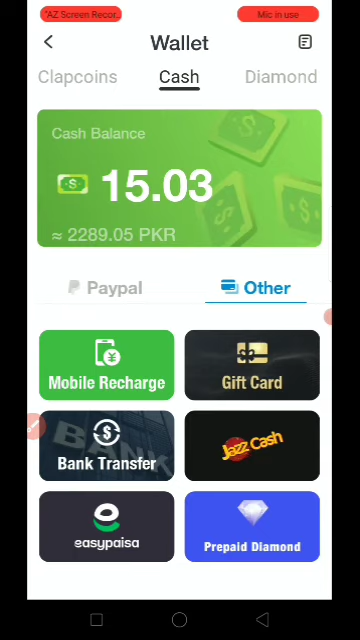 "AZ Screen Recor..
Mic in use
Wallet
Clapcoins Cash Diamond
Cash Balance
15.03
≈ 2289.05 PKR
Paypal Other
Mobile Recharge Gift Card
BANK
Bank Transfer Jazz Cash
easypaisa Prepaid Diamond